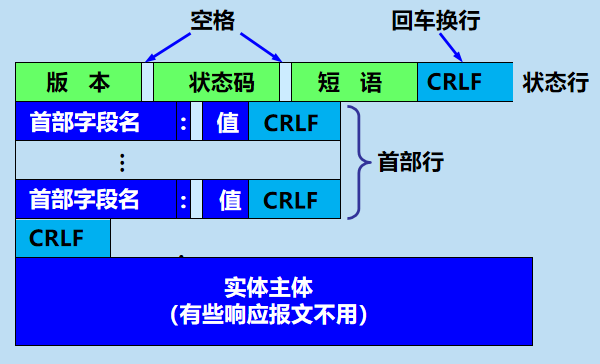 空格 回车换行
版 本 状态码 短 语 CRLF 状态行
首部字段名 : 值 CRLF
⋮ 首部行
首部字段名 : 值 CRLF
CRLF
实体主体
(有些响应报文不用)